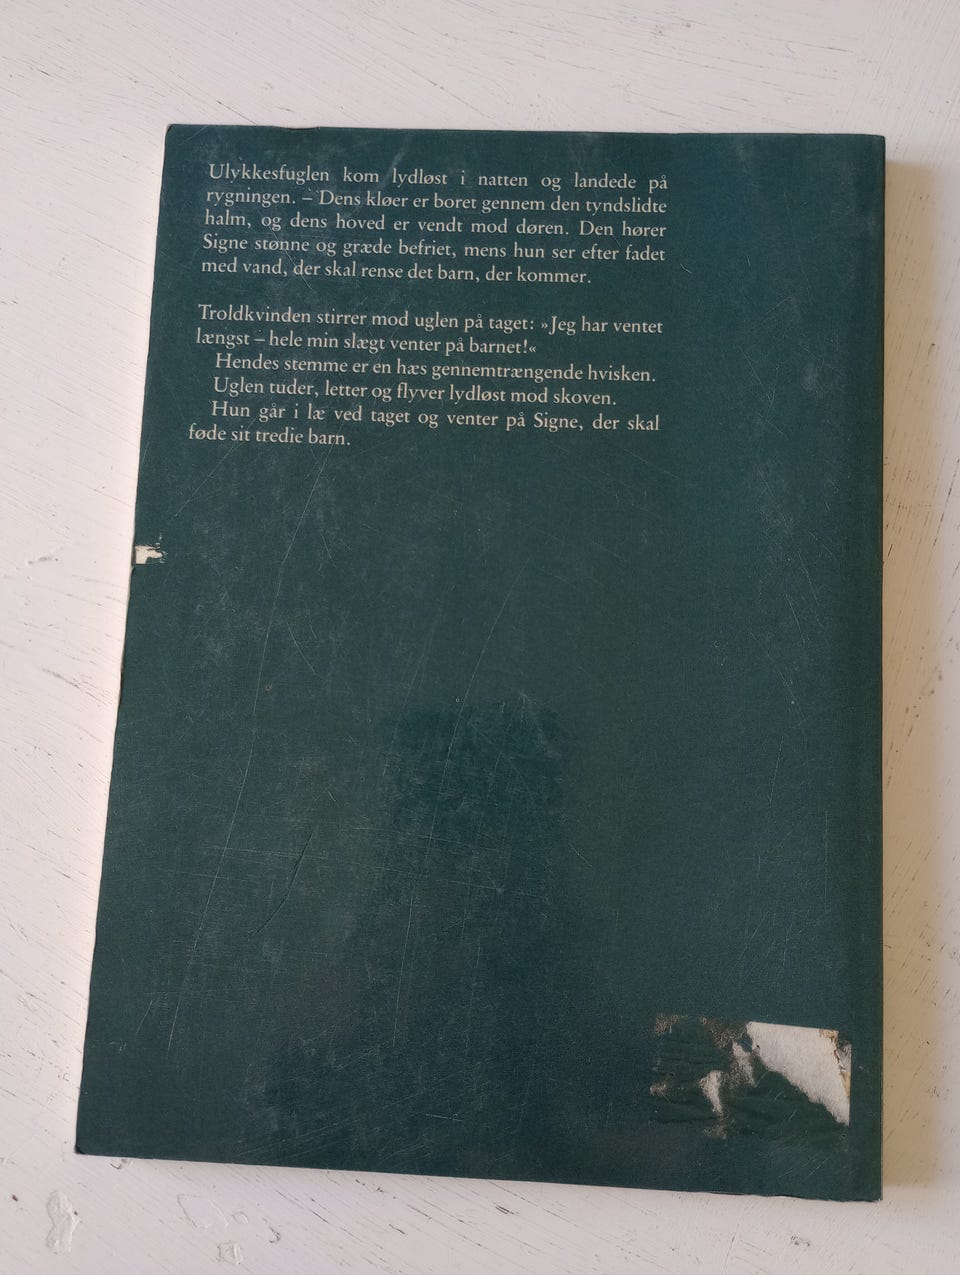 Ulykkesfuglen kom lydløst i natten og landede på
rygningen. – Dens kløer er boret gennem den tyndslidte
halm, og dens hoved er vendt mod døren. Den hører
Signe stønne og græde befriet, mens hun ser efter fadet
med vand, der skal rense det barn, der kommer.
Troldkvinden stirrer mod uglen på taget: »Jeg har ventet
længst – hele min slægt venter på barnet!«
Hendes stemme er en hæs gennemtrængende hvisken.
Uglen tuder, letter og flyver lydløst mod skoven.
Hun går i læ ved taget og venter på Signe, der skal
føde sit tredie barn.